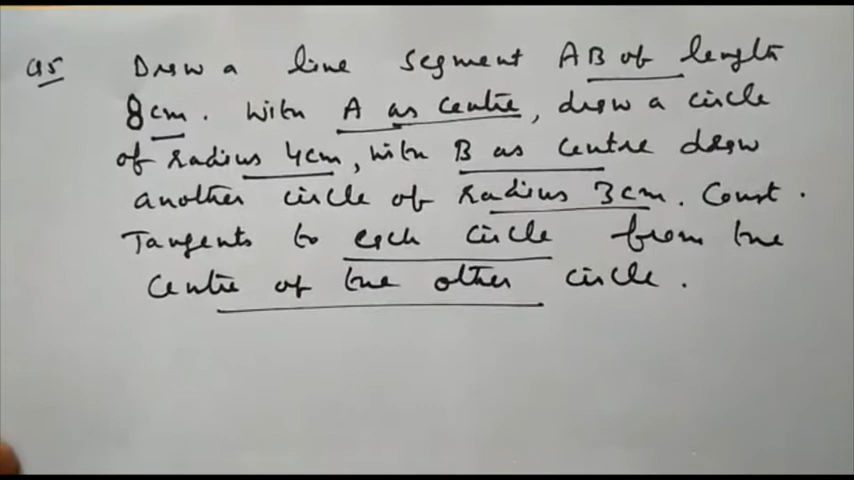 Q5 Draw a line segment AB of length
8cm. With A as centre, draw a circle
of radius 4cm, with B as centre draw
another circle of radius 3cm. Const.
Tangents to each circle from the
centre of the other circle.